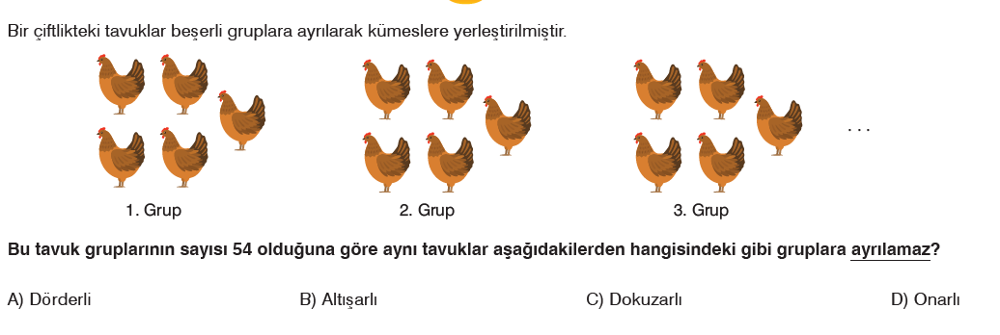 Bir çiftlikteki tavuklar beşerli gruplara ayrılarak kümeslere yerleştirilmiştir.
. . .
1. Grup 2. Grup 3. Grup
Bu tavuk gruplarının sayısı 54 olduğuna göre aynı tavuklar aşağıdakilerden hangisindeki gibi gruplara ayrılamaz?
A) Dörderli B) Altışarlı C) Dokuzarlı D) Onarlı